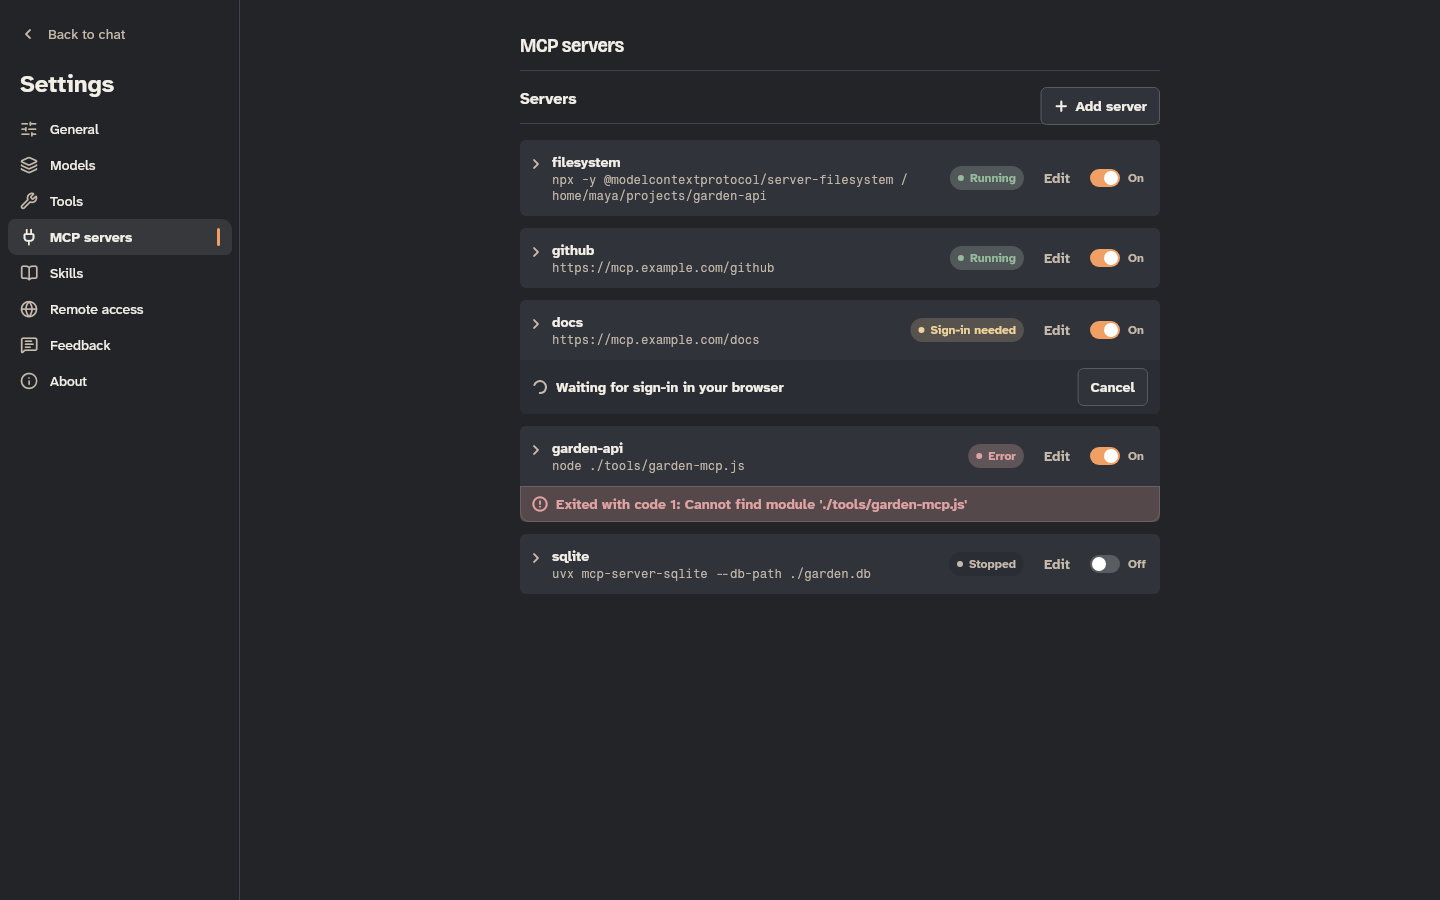 Back to chat
Settings
General
Models
Tools
MCP servers
Skills
Remote access
Feedback
About
MCP servers
Servers
Add server
filesystem
npx -y @modelcontextprotocol/server-filesystem /
home/maya/projects/garden-api
Running
Edit
On
github
https://mcp.example.com/github
Running
Edit
On
docs
https://mcp.example.com/docs
Sign-in needed
Edit
On
Waiting for sign-in in your browser
Cancel
garden-api
node ./tools/garden-mcp.js
Error
Edit
On
Exited with code 1: Cannot find module './tools/garden-mcp.js'
sqlite
uvx mcp-server-sqlite --db-path ./garden.db
Stopped
Edit
Off